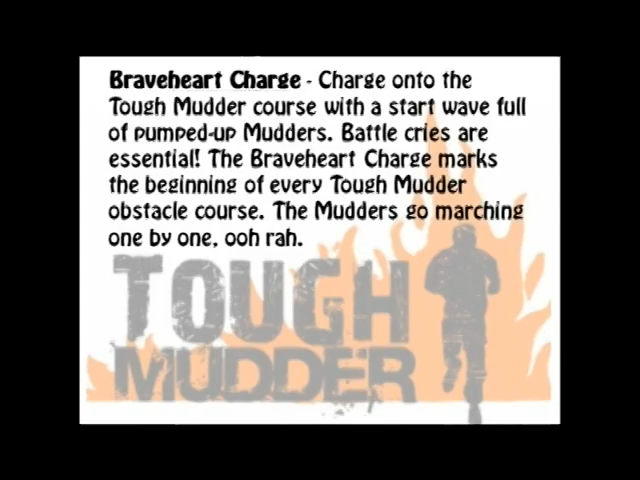 Braveheart Charge - Charge onto the
Tough Mudder course with a start wave full
of pumped-up Mudders. Battle cries are
essential! The Braveheart Charge marks
the beginning of every Tough Mudder
obstacle course. The Mudders go marching
one by one, ooh rah.
TOUGH
MUDDER